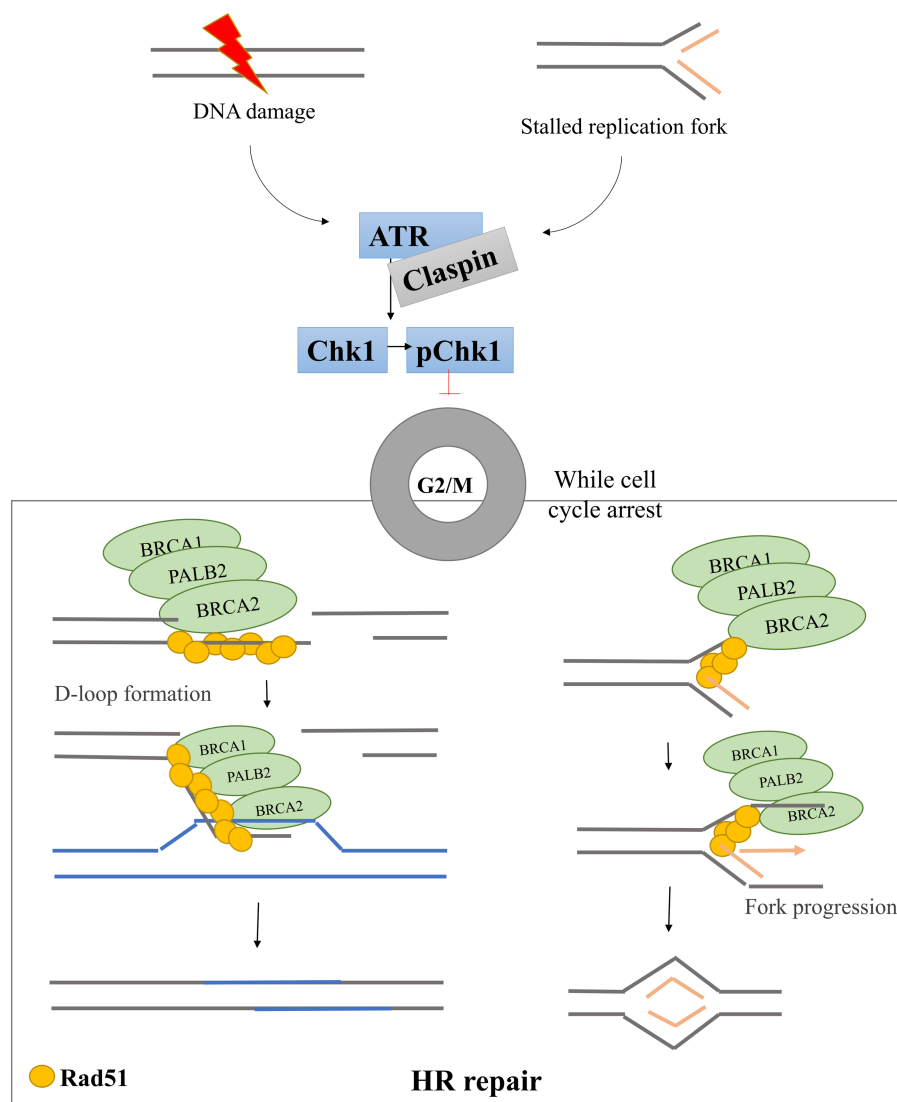 DNA damage
Stalled replication fork
ATR
Claspin
Chk1
pChk1
G2/M
While cell
cycle arrest
BRCA1
PALB2
BRCA2
BRCA1
PALB2
BRCA2
D-loop formation
BRCA1
PALB2
BRCA2
BRCA1
PALB2
BRCA2
Fork progression
Rad51
HR repair